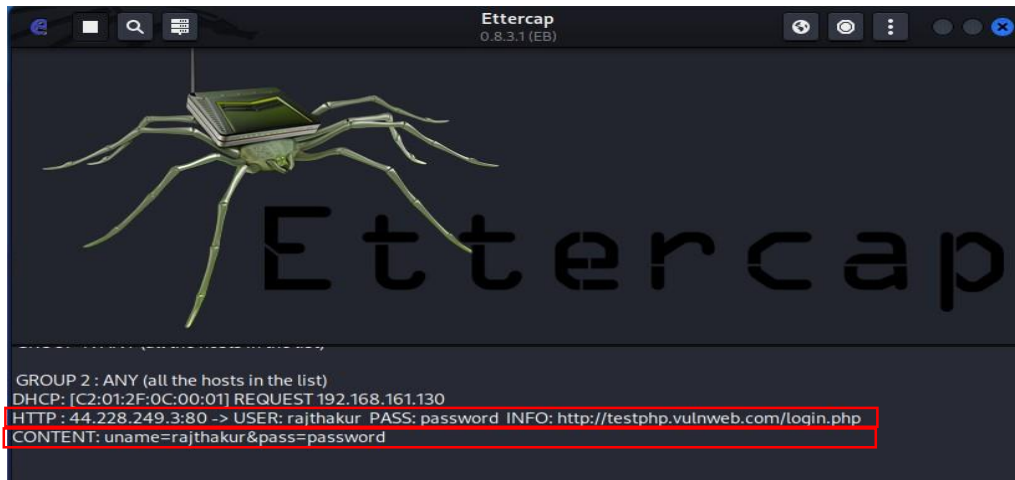 Ettercap
0.8.3.1 (EB)
Ettercap
GROUP 2 : ANY (all the hosts in the list)
DHCP: [C2:01:2F:0C:00:01] REQUEST 192.168.161.130
HTTP : 44.228.249.3:80 -> USER: rajthakur PASS: password INFO: http://testphp.vulnweb.com/login.php
CONTENT: uname=rajthakur&pass=password